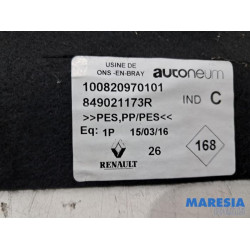 USINE DE
ONS -EN-BRAY
autoneum
100820970101
849021173R
IND C
>>PES,PP/PES<<
Eq: 1P 15/03/16
RENAULT
26
168
MARESIA